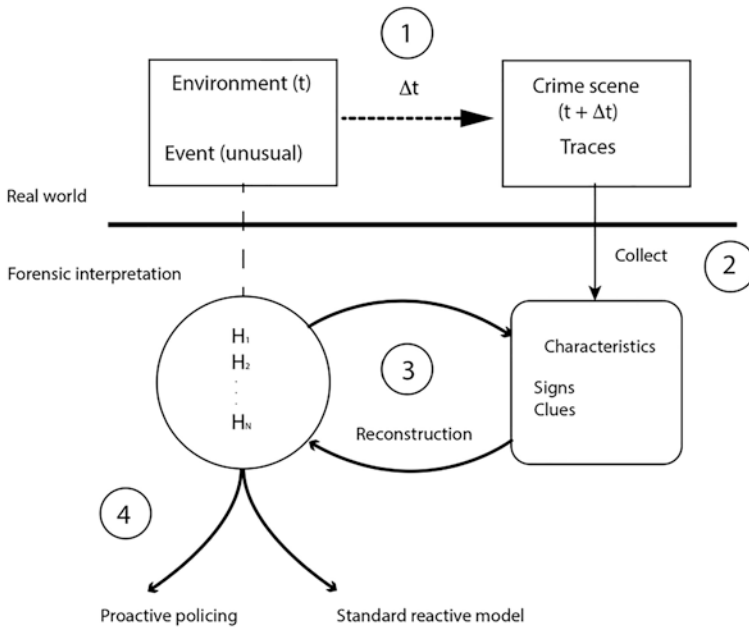 1
Environment (t)
Event (unusual)
Δt
Crime scene
(t + Δt)
Traces
Real world
Forensic interpretation
Collect
2
H₁
H₂
.
.
.
Hɴ
3
Reconstruction
Characteristics
Signs
Clues
4
Proactive policing
Standard reactive model